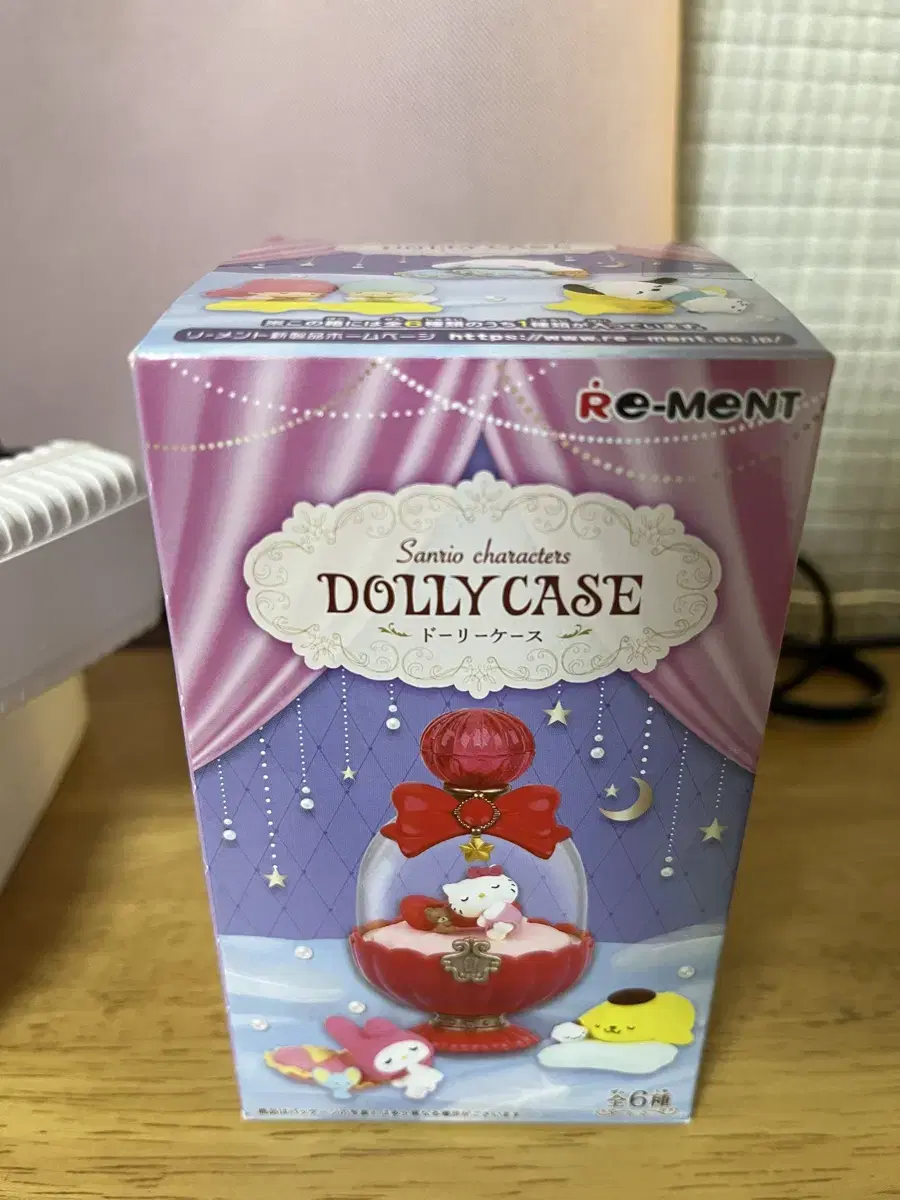 DOLLY CASE
※この箱には全6種類のうち1種類が入っています。
リーメント新製品ホームページ https://www.re-ment.co.jp/
Re-MeNT
Sanrio characters
DOLLY CASE
ドーリーケース
全6種